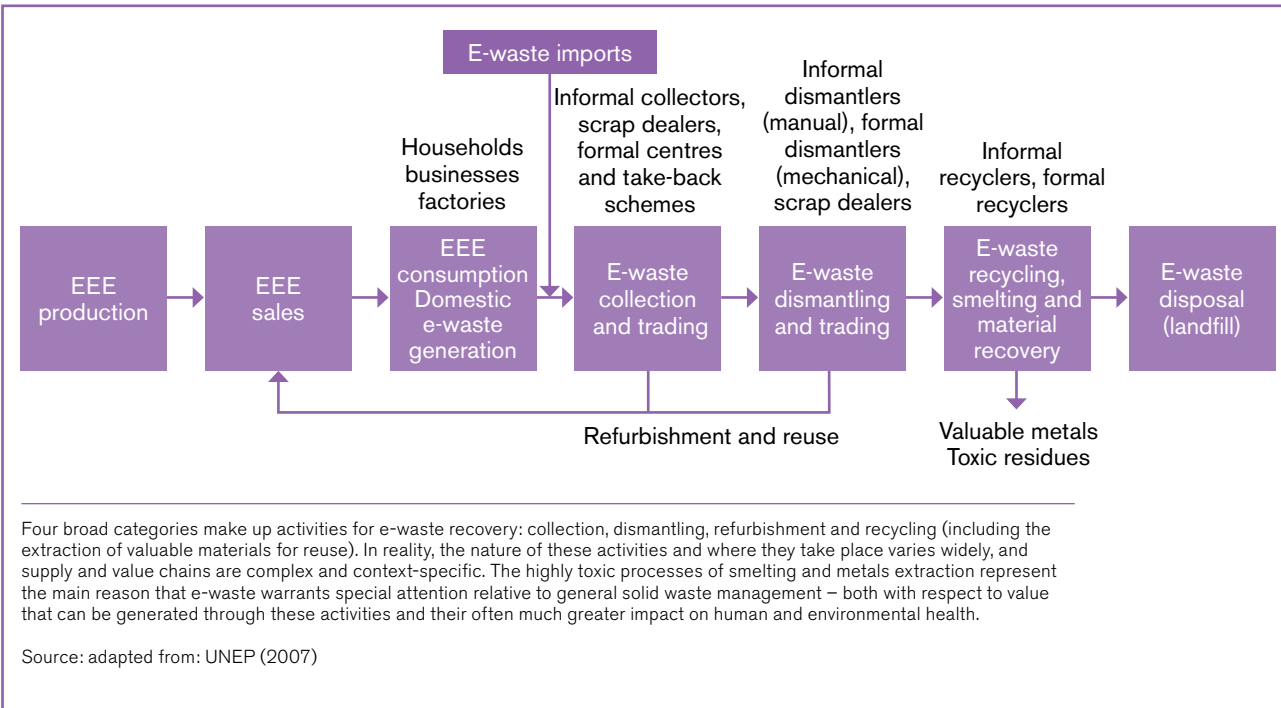 E-waste imports
Households
businesses
factories
Informal collectors,
scrap dealers,
formal centres
and take-back
schemes
Informal
dismantlers
(manual), formal
dismantlers
(mechanical),
scrap dealers
Informal
recyclers, formal
recyclers
EEE
production
EEE
sales
EEE
consumption
Domestic
e-waste
generation
E-waste
collection
and trading
E-waste
dismantling
and trading
E-waste
recycling,
smelting and
material
recovery
E-waste
disposal
(landfill)
Refurbishment and reuse
Valuable metals
Toxic residues
Four broad categories make up activities for e-waste recovery: collection, dismantling, refurbishment and recycling (including the
extraction of valuable materials for reuse). In reality, the nature of these activities and where they take place varies widely, and
supply and value chains are complex and context-specific. The highly toxic processes of smelting and metals extraction represent
the main reason that e-waste warrants special attention relative to general solid waste management – both with respect to value
that can be generated through these activities and their often much greater impact on human and environmental health.
Source: adapted from: UNEP (2007)